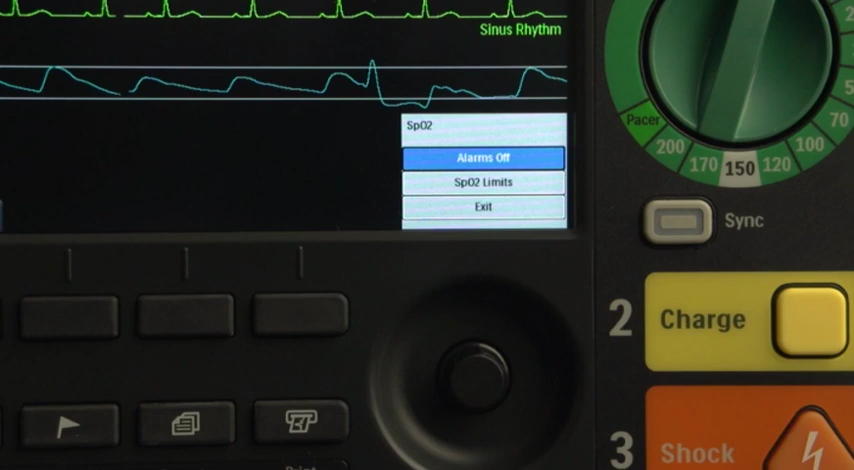 Sinus Rhythm
SpO2
Alarms Off
SpO2 Limits
Exit
Pacer
200
170
150
120
100
70
Sync
2
Charge
3
Shock